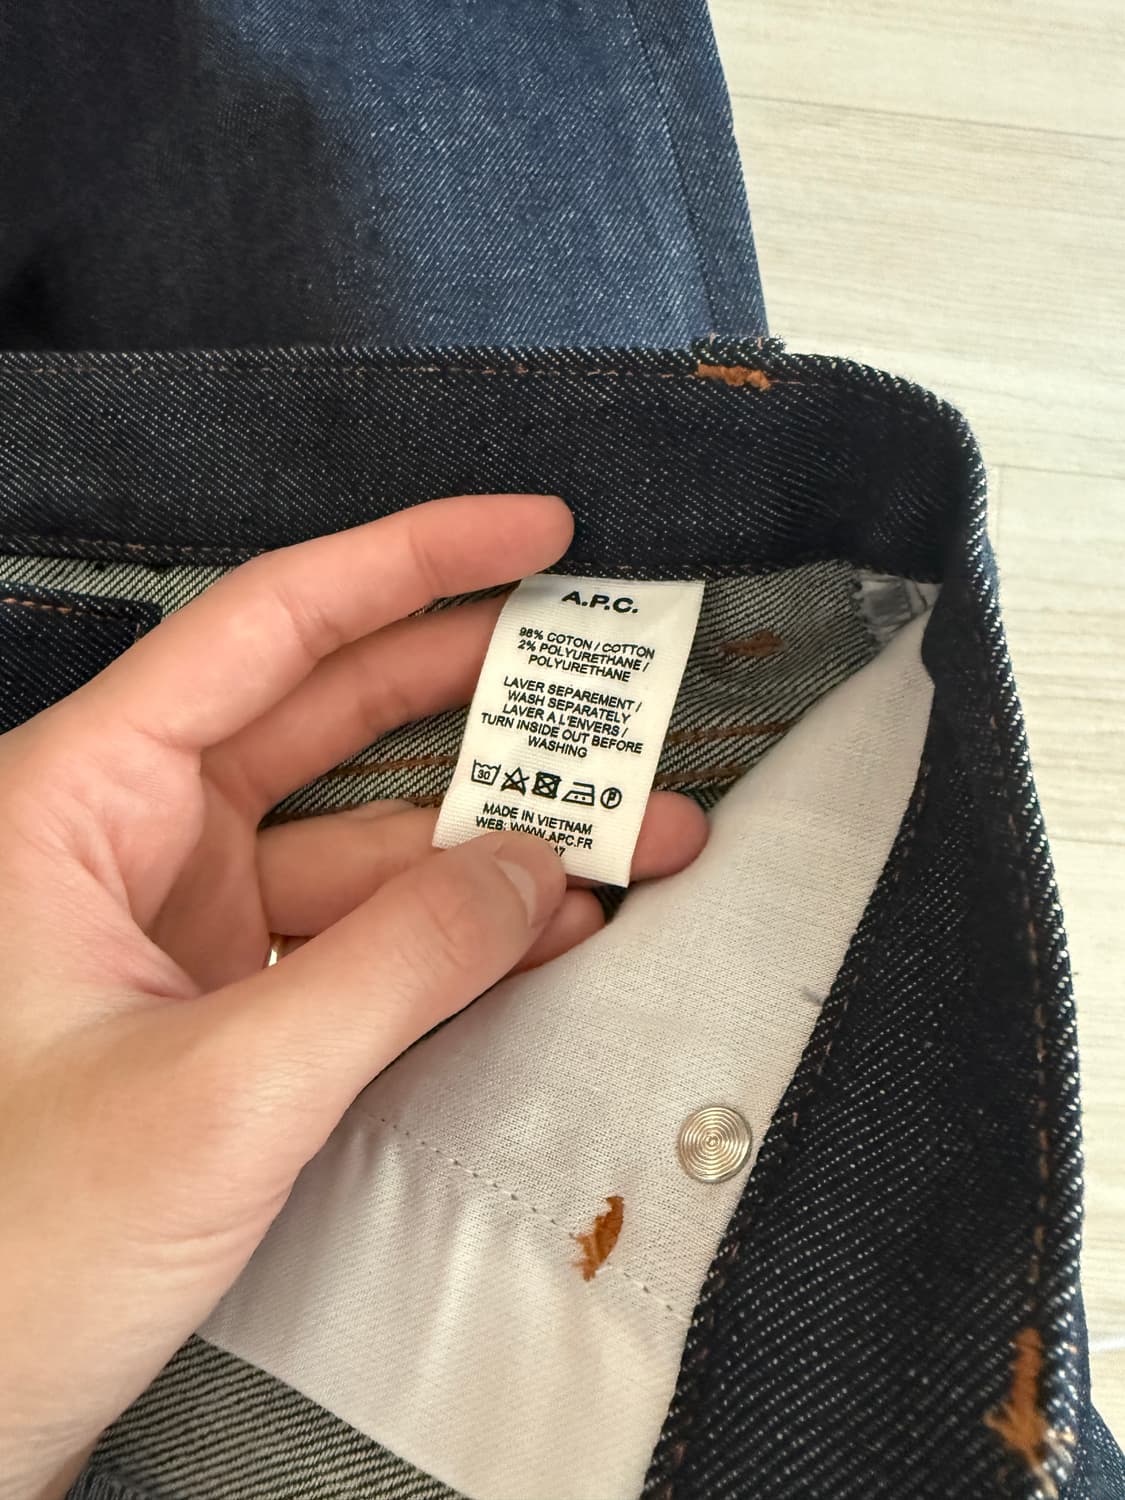 A.P.C.
98% COTON / COTTON
2% POLYURETHANE /
POLYURETHANE
LAVER SEPAREMENT /
WASH SEPARATELY
LAVER A L'ENVERS /
TURN INSIDE OUT BEFORE
WASHING
30 P
MADE IN VIETNAM
WEB: WWW.APC.FR